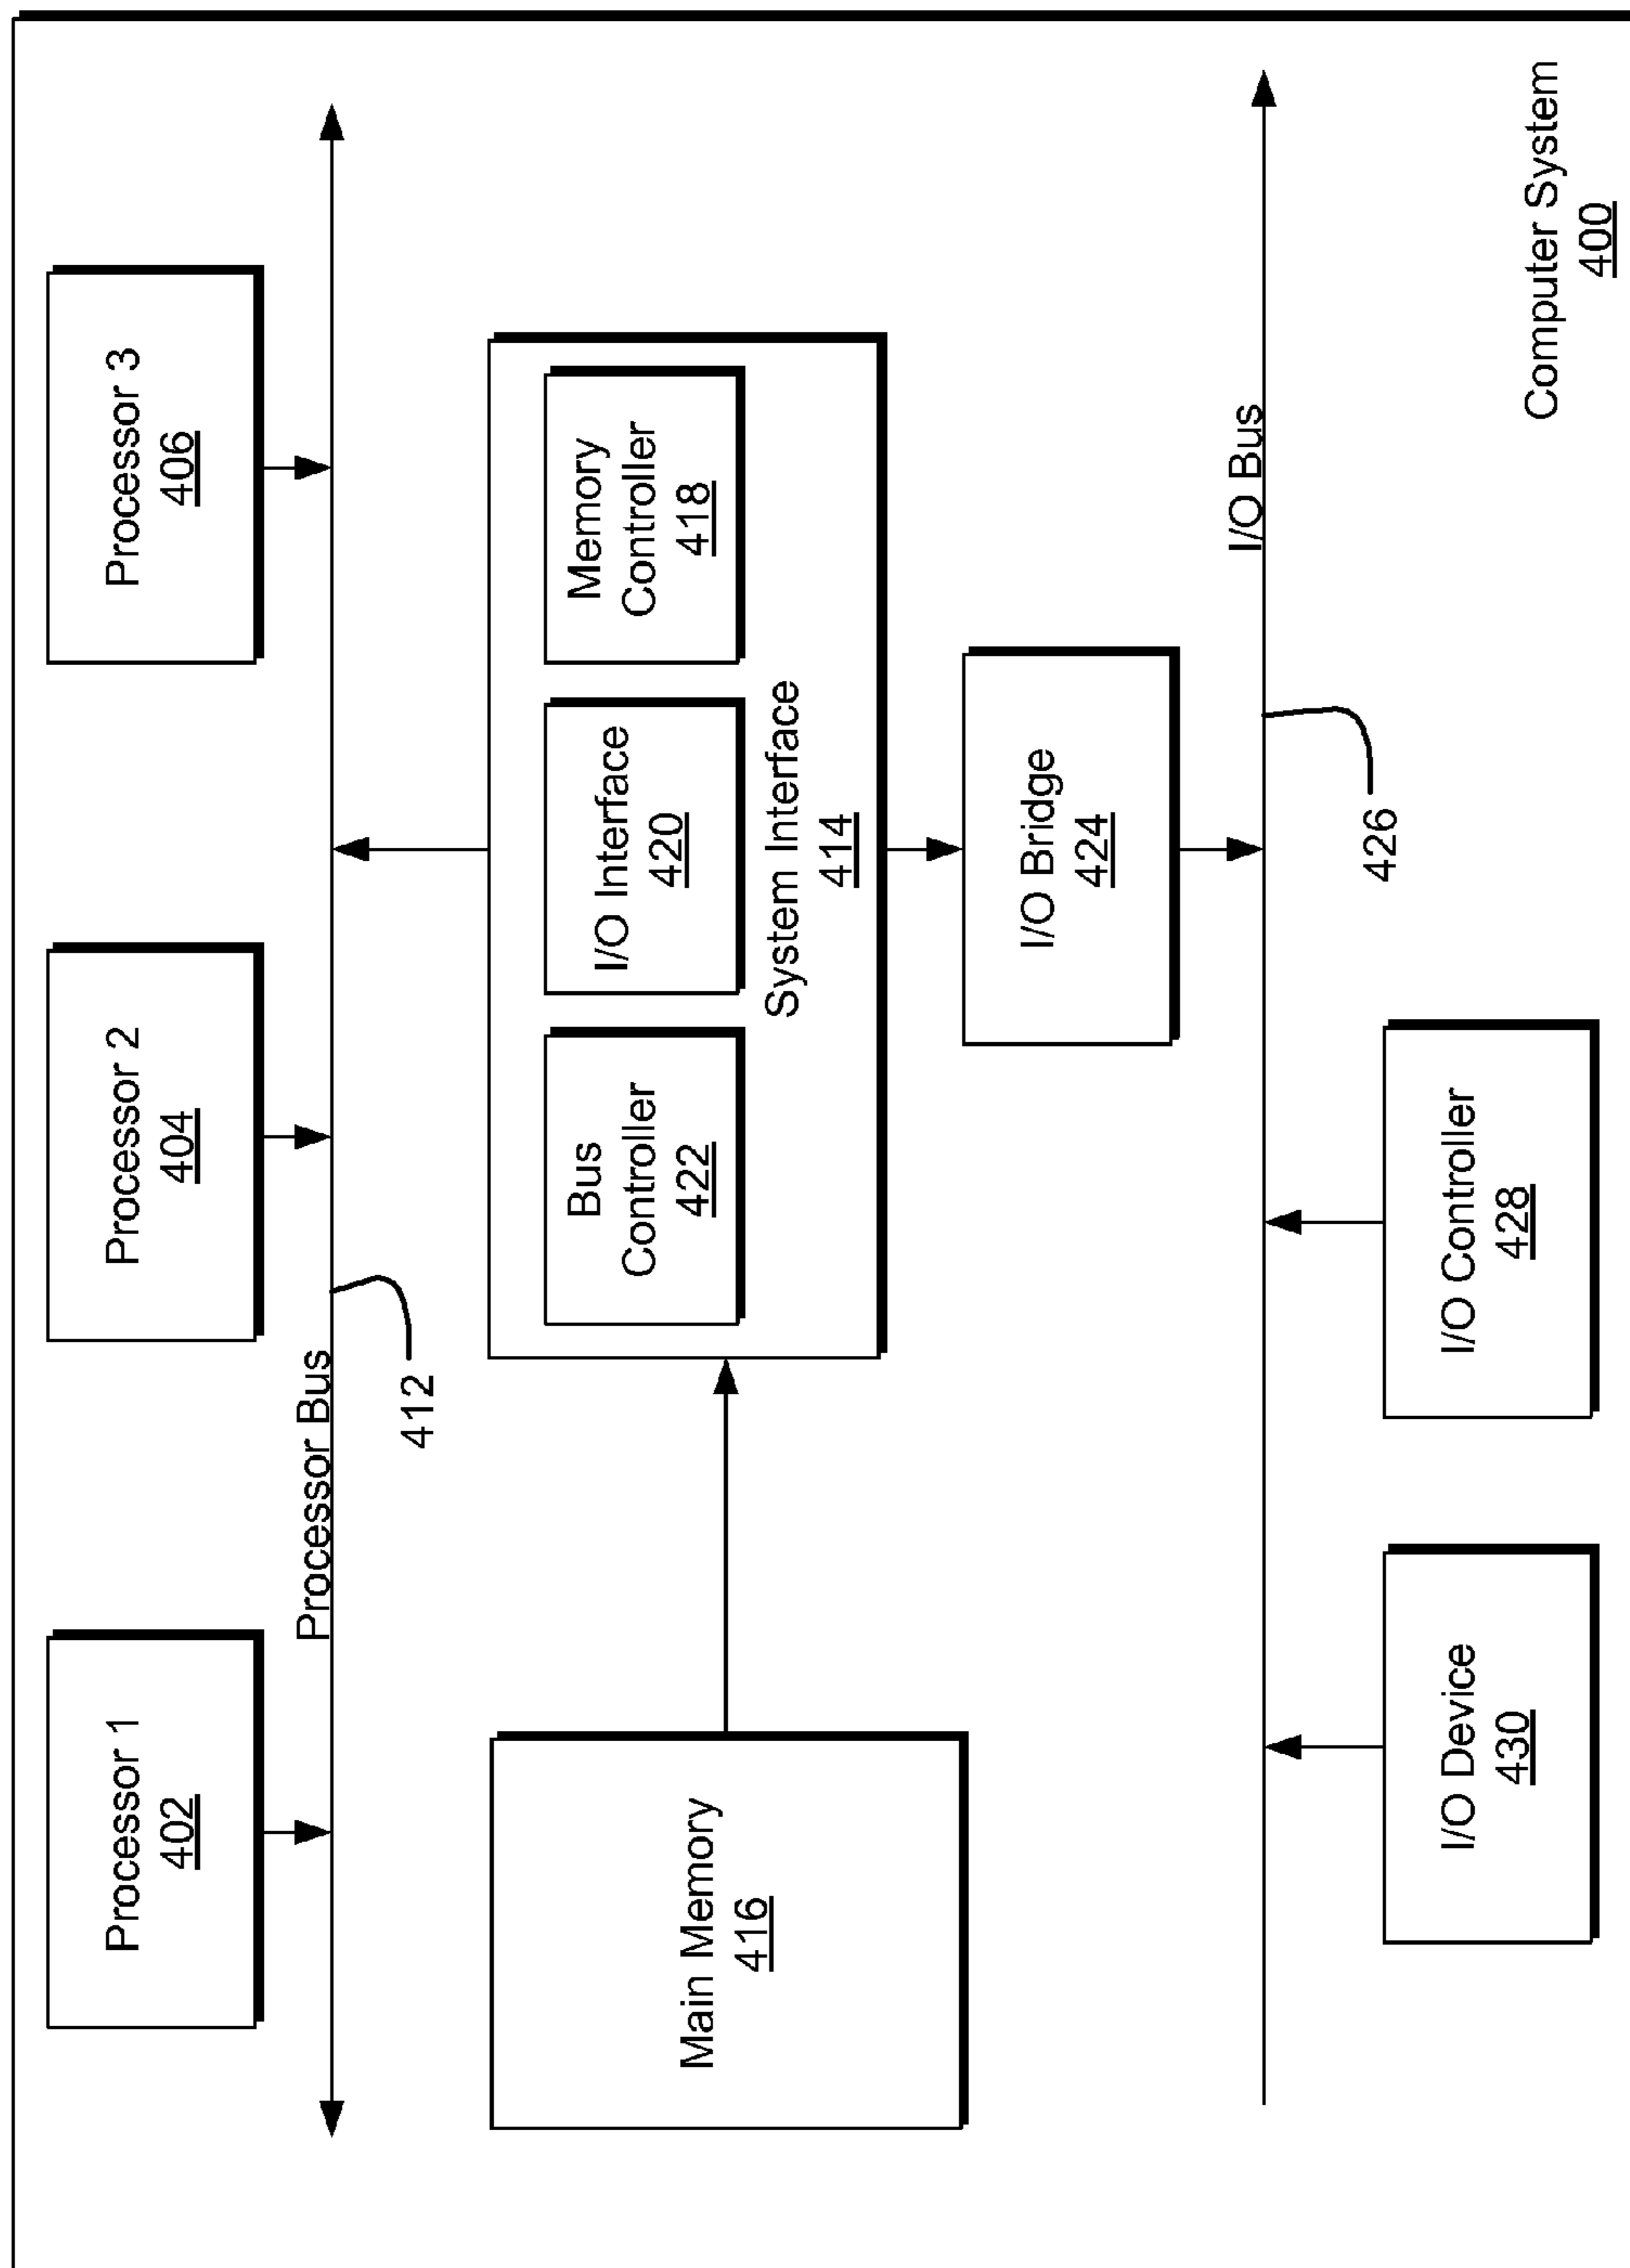 Processor 1
402
Processor 2
404
Processor 3
406
Processor Bus
412
Main Memory
416
Bus
Controller
422
I/O Interface
420
Memory
Controller
418
System Interface
414
I/O Bridge
424
I/O Bus
426
I/O Device
430
I/O Controller
428
Computer System
400